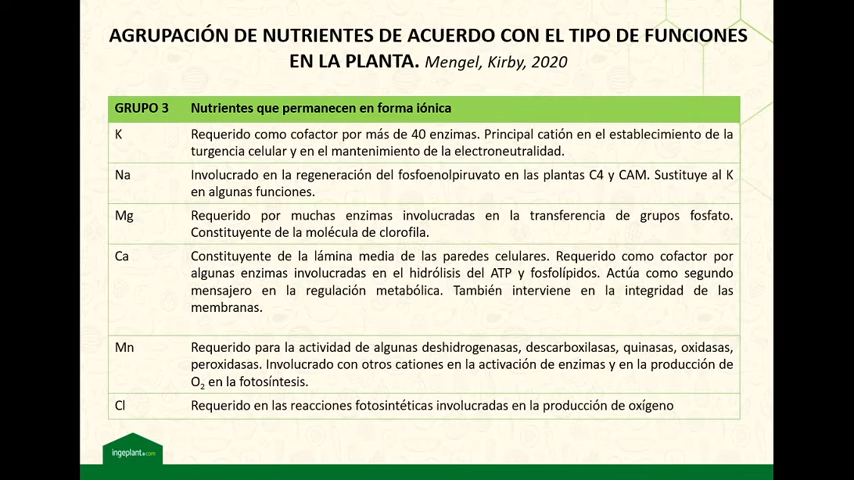 AGRUPACIÓN DE NUTRIENTES DE ACUERDO CON EL TIPO DE FUNCIONES
EN LA PLANTA. Mengel, Kirby, 2020
GRUPO 3 Nutrientes que permanecen en forma iónica
K Requerido como cofactor por más de 40 enzimas. Principal catión en el establecimiento de la
turgencia celular y en el mantenimiento de la electroneutralidad.
Na Involucrado en la regeneración del fosfoenolpiruvato en las plantas C4 y CAM. Sustituye al K
en algunas funciones.
Mg Requerido por muchas enzimas involucradas en la transferencia de grupos fosfato.
Constituyente de la molécula de clorofila.
Ca Constituyente de la lámina media de las paredes celulares. Requerido como cofactor por
algunas enzimas involucradas en el hidrólisis del ATP y fosfolípidos. Actúa como segundo
mensajero en la regulación metabólica. También interviene en la integridad de las
membranas.
Mn Requerido para la actividad de algunas deshidrogenasas, descarboxilasas, quinasas, oxidasas,
peroxidasas. Involucrado con otros cationes en la activación de enzimas y en la producción de
O₂ en la fotosíntesis.
Cl Requerido en las reacciones fotosintéticas involucradas en la producción de oxígeno
ingeplant.com